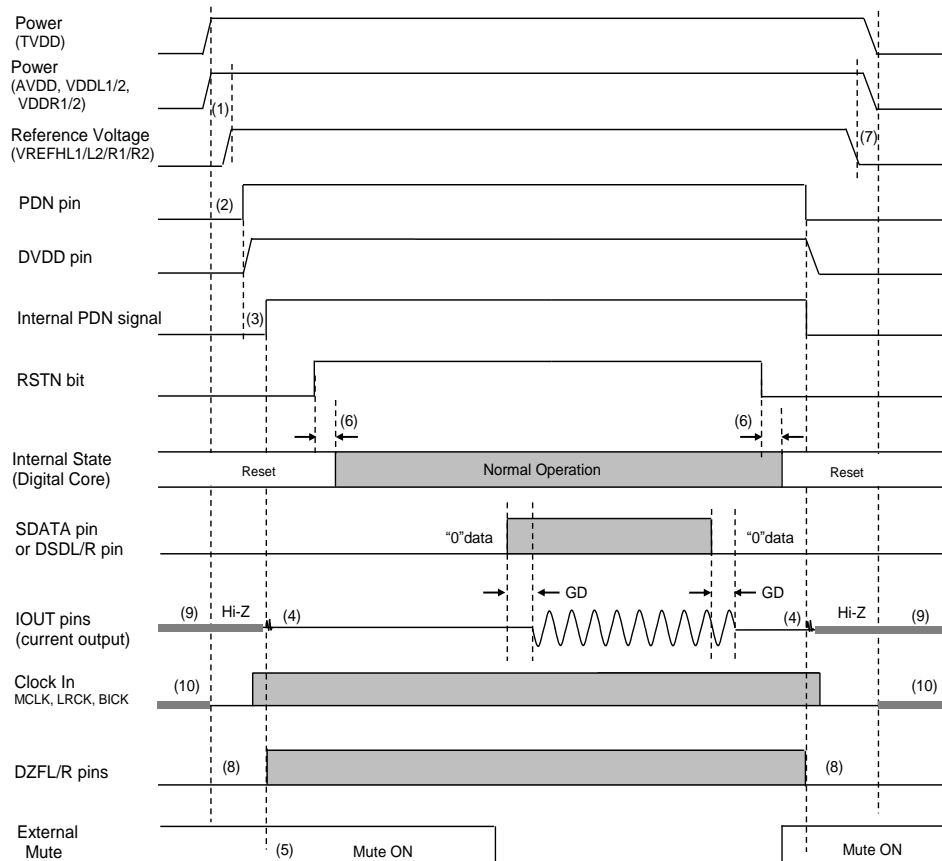 Power
(TVDD)
Power
(AVDD, VDDL1/2,
VDDR1/2)
(1)
Reference Voltage
(VREFHL1/L2/R1/R2)
(7)
PDN pin
(2)
DVDD pin
Internal PDN signal
(3)
RSTN bit
(6)
(6)
Internal State
(Digital Core)
Reset
Normal Operation
Reset
SDATA pin
or DSDL/R pin
“0”data
“0”data
GD
GD
IOUT pins
(current output)
(9)
Hi-Z
(4)
(4)
Hi-Z
(9)
Clock In
MCLK, LRCK, BICK
(10)
(10)
DZFL/R pins
(8)
(8)
External
Mute
(5)
Mute ON
Mute ON